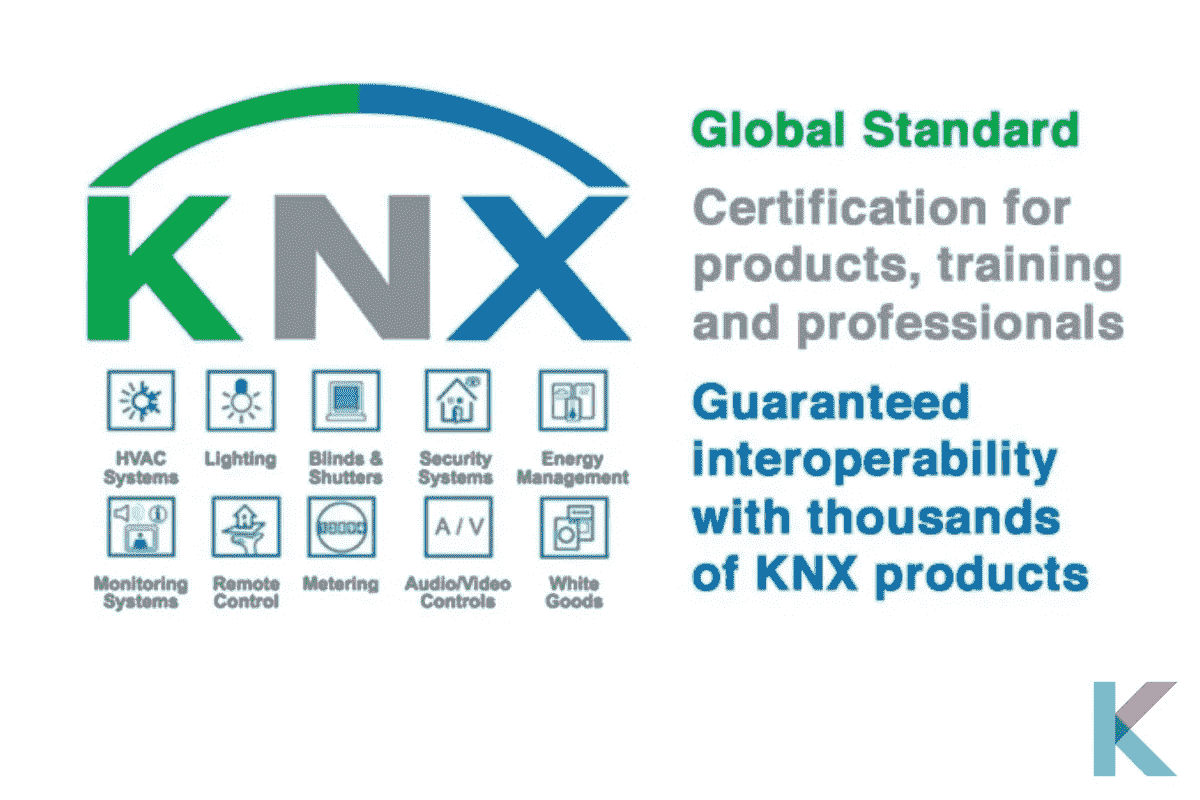 KNX
HVAC
Systems
Lighting
Blinds &
Shutters
Security
Systems
Energy
Management
Monitoring
Systems
Remote
Control
Metering
A / V
Audio/Video
Controls
White
Goods
Global Standard
Certification for
products, training
and professionals
Guaranteed
interoperability
with thousands
of KNX products
K